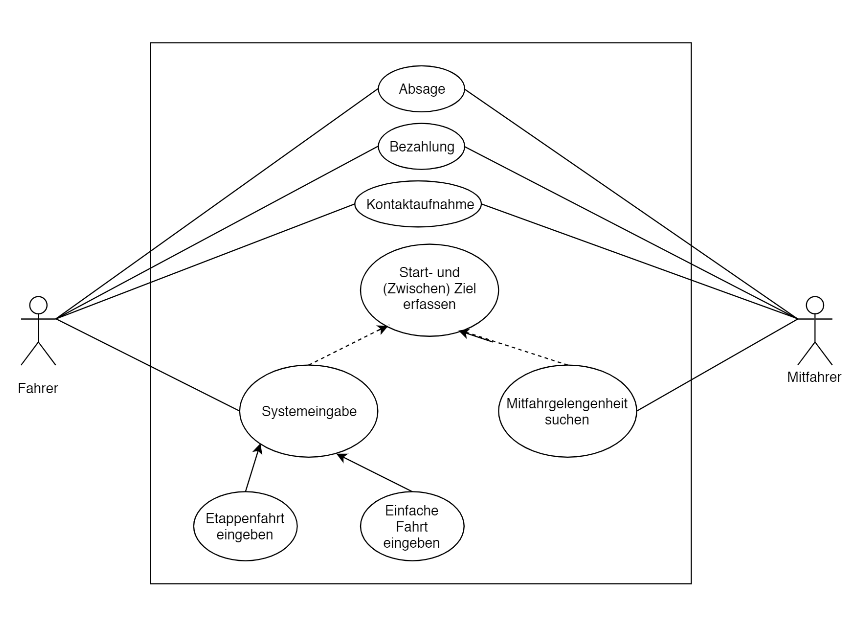 Absage
Bezahlung
Kontaktaufnahme
Start- und
(Zwischen) Ziel
erfassen
Fahrer
Mitfahrer
Systemeingabe
Mitfahrgelengenheit
suchen
Etappenfahrt
eingeben
Einfache
Fahrt
eingeben